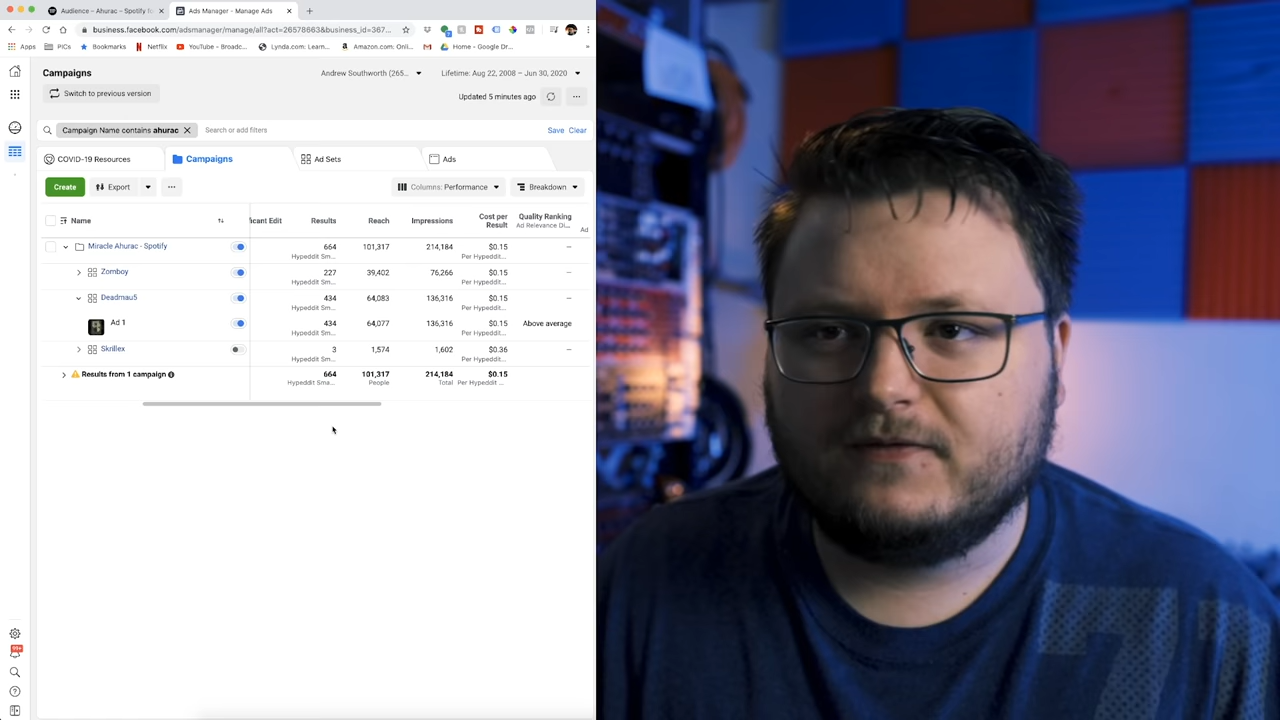 Audience – Ahurac – Spotify fo
Ads Manager - Manage Ads
business.facebook.com/adsmanager/manage/all?act=26578663&business_id=367...
Apps
PICs
Bookmarks
Netflix
YouTube – Broadc...
Lynda.com: Learn...
Amazon.com: Onli...
Home - Google Dr...
Campaigns
Andrew Southworth (265...
Lifetime: Aug 22, 2008 – Jun 30, 2020
Switch to previous version
Updated 5 minutes ago
Campaign Name contains ahurac
Search or add filters
Save Clear
COVID-19 Resources
Campaigns
Ad Sets
Ads
Create
Export
Columns: Performance
Breakdown
Name
icant Edit
Results
Reach
Impressions
Cost per Result
Quality Ranking
Ad Relevance Di...
Ad
Miracle Ahurac - Spotify
664
Hypeddit Sm...
101,317
214,184
$0.15
Per Hypeddit...
—
Zomboy
227
Hypeddit Sm...
39,402
76,266
$0.15
Per Hypeddit...
—
Deadmau5
434
Hypeddit Sm...
64,083
136,316
$0.15
Per Hypeddit...
—
Ad 1
434
Hypeddit Sm...
64,077
136,316
$0.15
Per Hypeddit...
Above average
Skrillex
3
Hypeddit Sm...
1,574
1,602
$0.36
Per Hypeddit...
—
Results from 1 campaign
664
Hypeddit Sma...
101,317
People
214,184
Total
$0.15
Per Hypeddit ...
99+